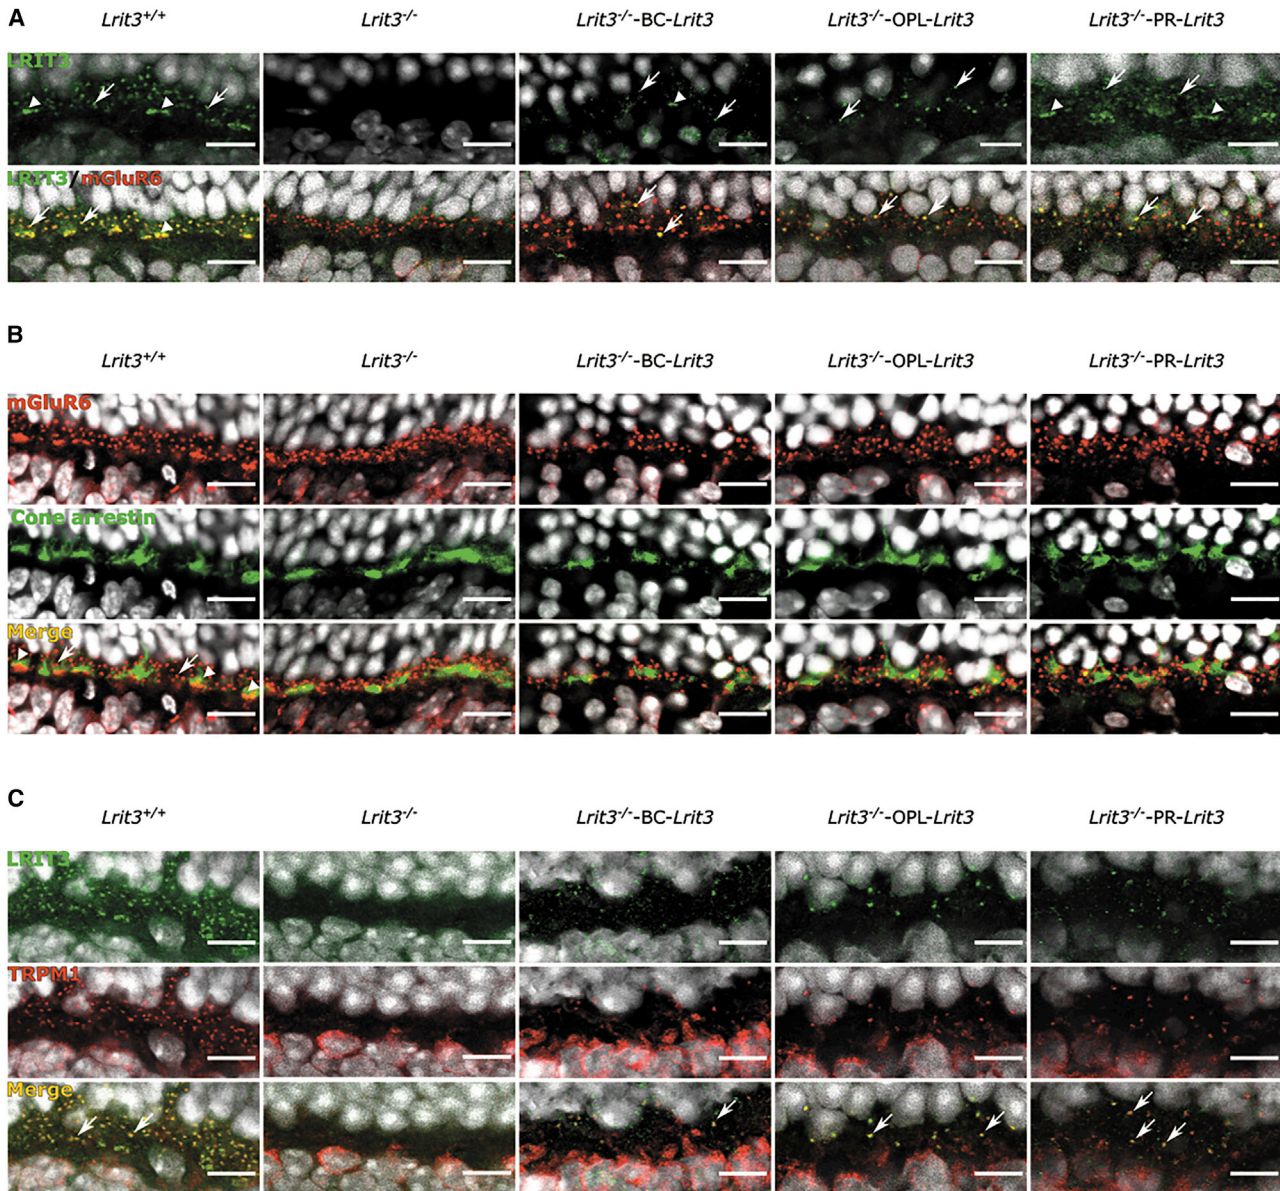 A
Lrit3+/+ Lrit3-/- Lrit3-/--BC-Lrit3 Lrit3-/--OPL-Lrit3 Lrit3-/--PR-Lrit3
LRIT3
LRIT3/mGluR6
B
Lrit3+/+ Lrit3-/- Lrit3-/--BC-Lrit3 Lrit3-/--OPL-Lrit3 Lrit3-/--PR-Lrit3
mGluR6
Cone arrestin
Merge
C
Lrit3+/+ Lrit3-/- Lrit3-/--BC-Lrit3 Lrit3-/--OPL-Lrit3 Lrit3-/--PR-Lrit3
LRIT3
TRPM1
Merge